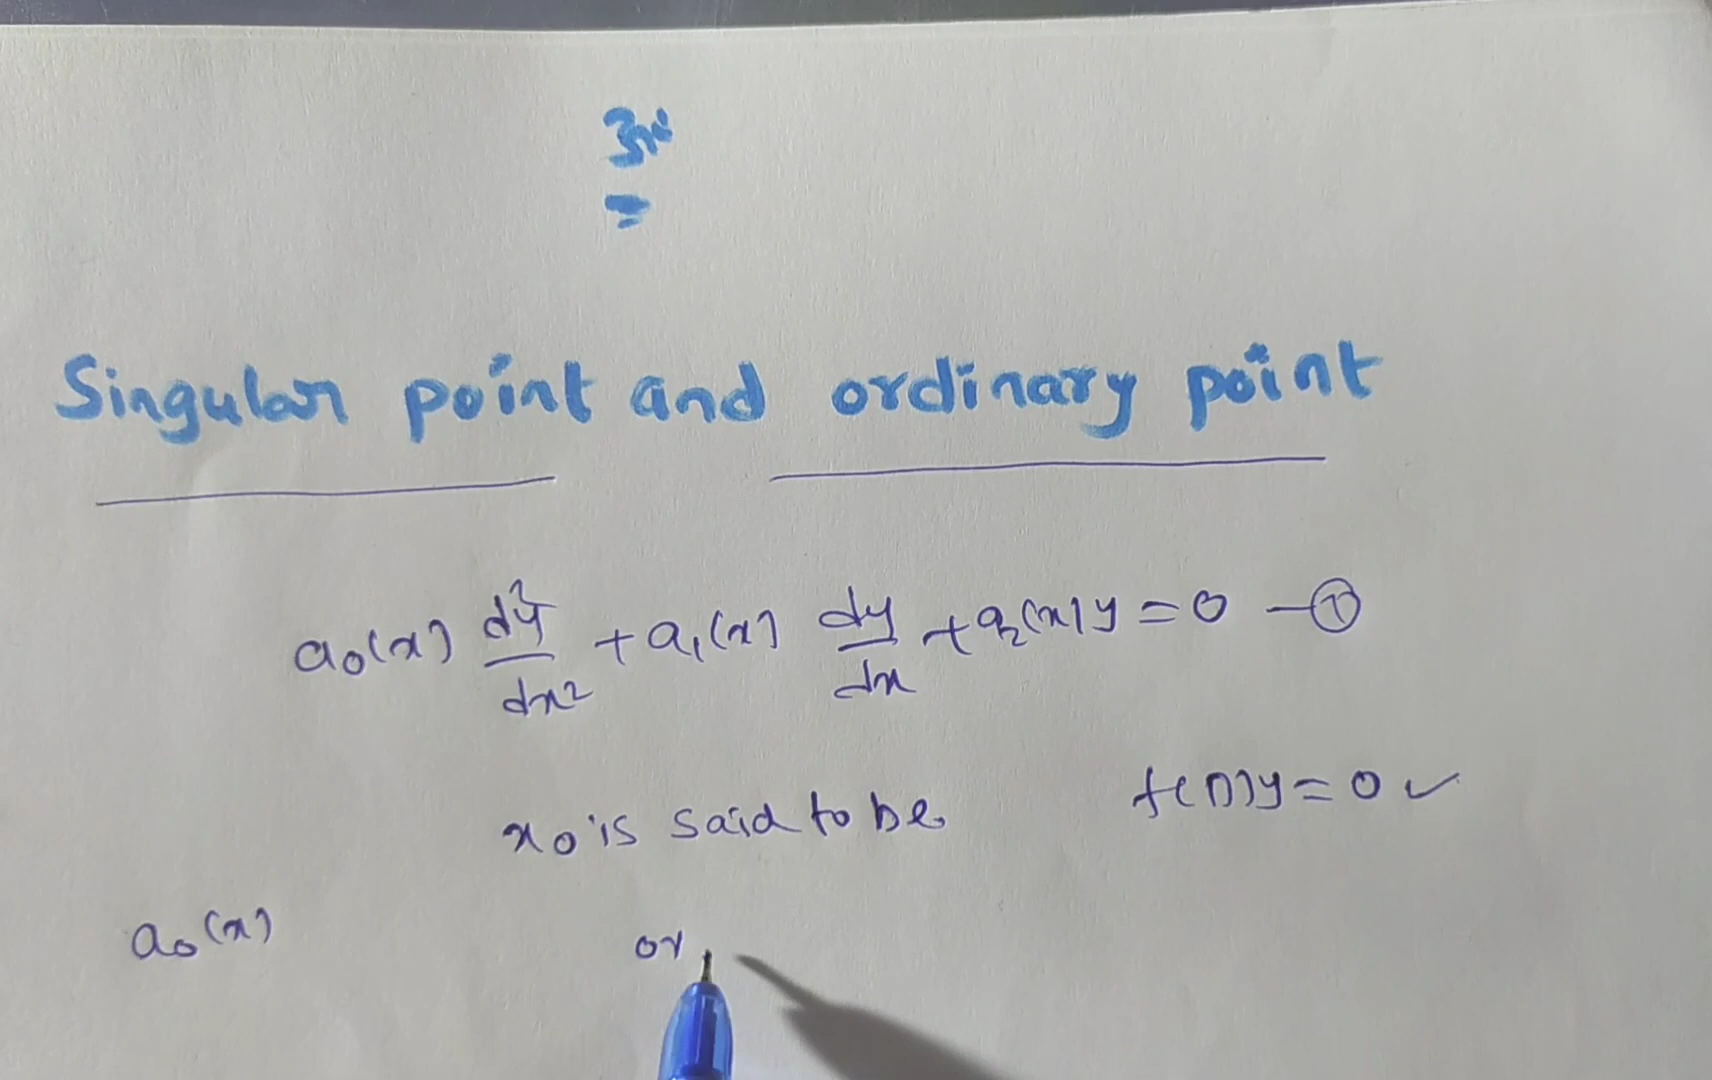 Singular point and ordinary point
a₀(x) d²y/dx² + a₁(x) dy/dx + a₂(x)y = 0 — ①
f(D)y = 0 ✓
x₀ is said to be
a₀(x) or